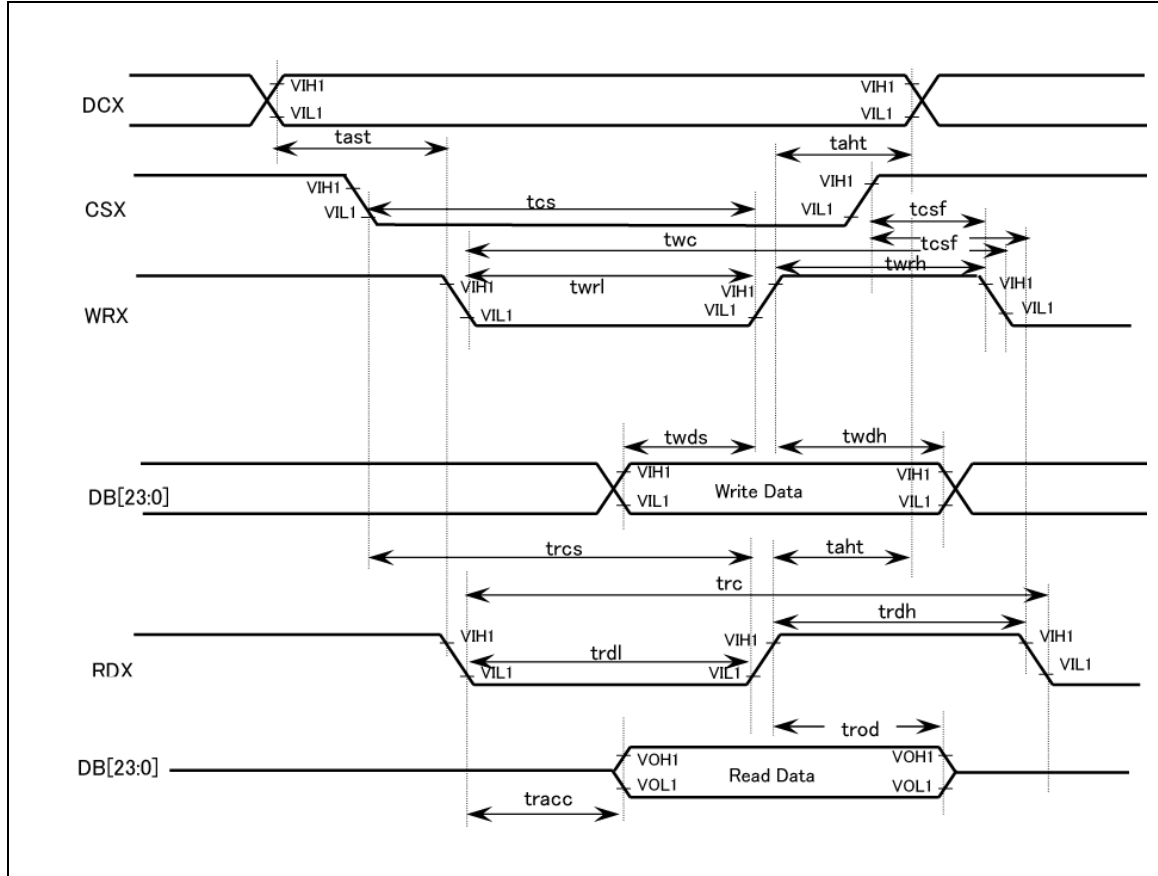 VIH1 VIH1
DCX
VIL1 VIL1
tast taht
VIH1 VIH1
CSX
VIL1 tcs VIL1 tcsf
twc tcsf
twrh
VIH1 twrl VIH1 VIH1
WRX
VIL1 VIL1 VIL1
twds twdh
VIH1 VIH1
DB[23:0] Write Data
VIL1 VIL1
trcs taht
trc
trdh
VIH1 VIH1 VIH1
trdl
RDX
VIL1 VIL1 VIL1
trod
VOH1 VOH1
DB[23:0] Read Data
VOL1 VOL1
tracc